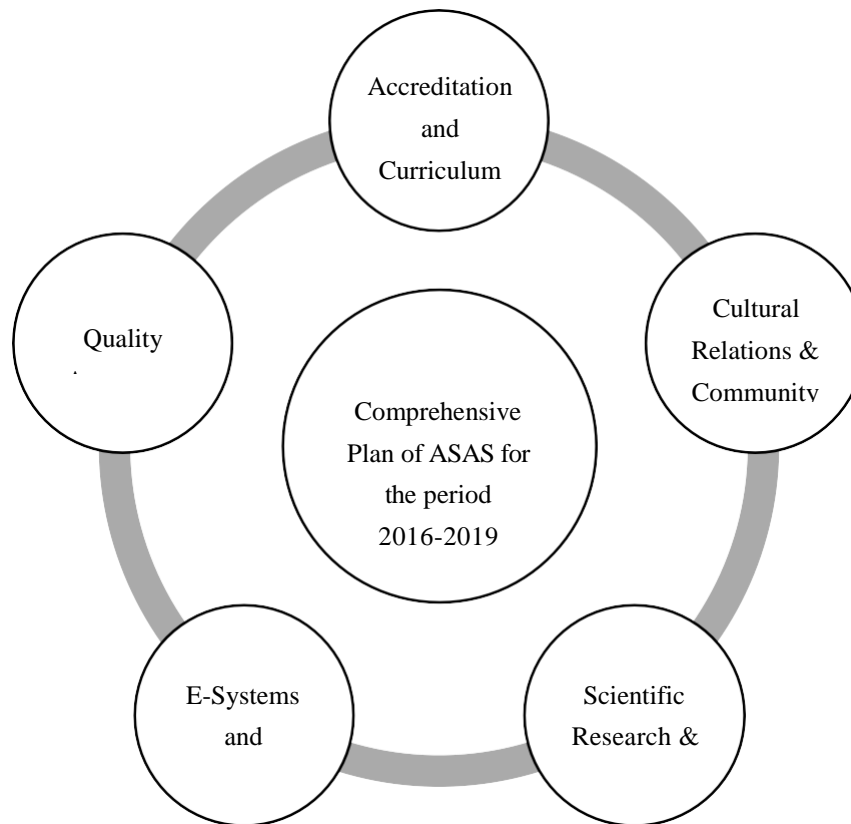 Accreditation
and
Curriculum
Quality
Cultural
Relations &
Community
Comprehensive
Plan of ASAS for
the period
2016-2019
E-Systems
and
Scientific
Research &